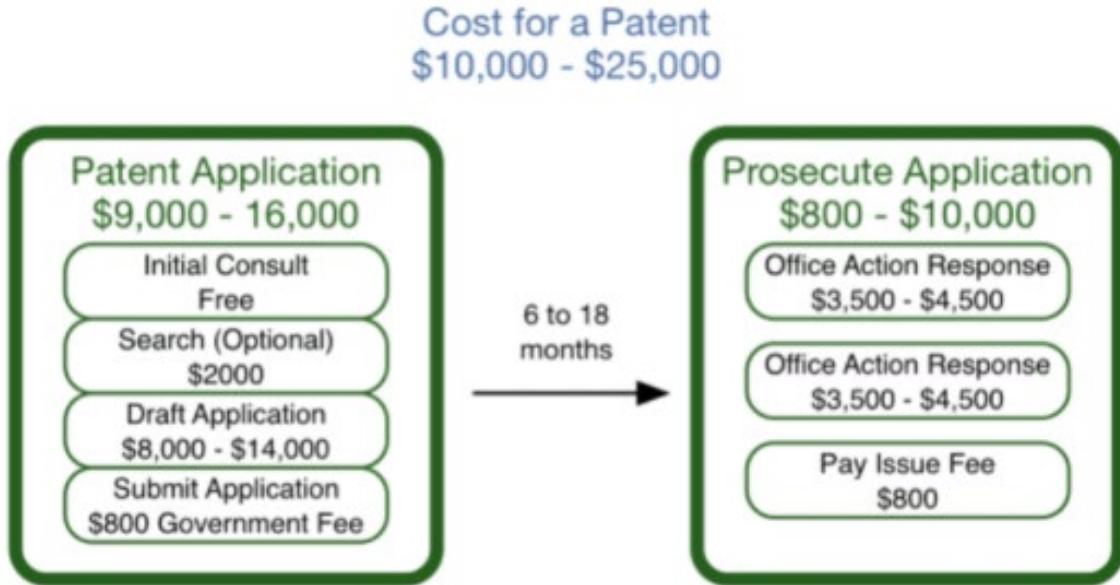 Cost for a Patent
$10,000 - $25,000
Patent Application
$9,000 - 16,000
Initial Consult
Free
Search (Optional)
$2000
Draft Application
$8,000 - $14,000
Submit Application
$800 Government Fee
6 to 18
months
Prosecute Application
$800 - $10,000
Office Action Response
$3,500 - $4,500
Office Action Response
$3,500 - $4,500
Pay Issue Fee
$800